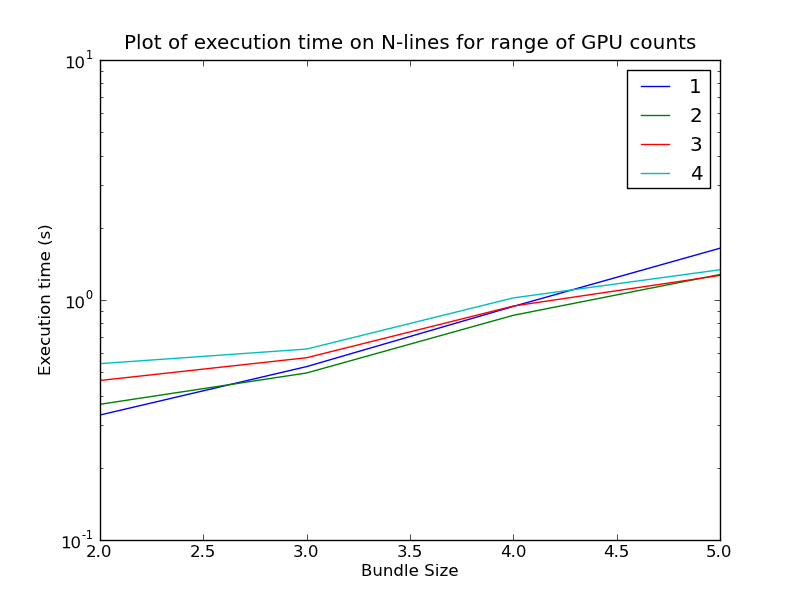 Plot of execution time on N-lines for range of GPU counts
10^1
1
2
3
4
Execution time (s)
10^0
10^-1
2.0 2.5 3.0 3.5 4.0 4.5 5.0
Bundle Size